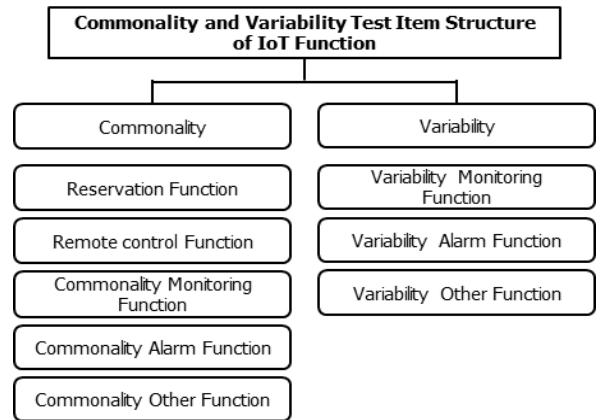 Commonality and Variability Test Item Structure
of IoT Function
Commonality
Variability
Reservation Function
Remote control Function
Commonality Monitoring
Function
Commonality Alarm Function
Commonality Other Function
Variability Monitoring
Function
Variability Alarm Function
Variability Other Function